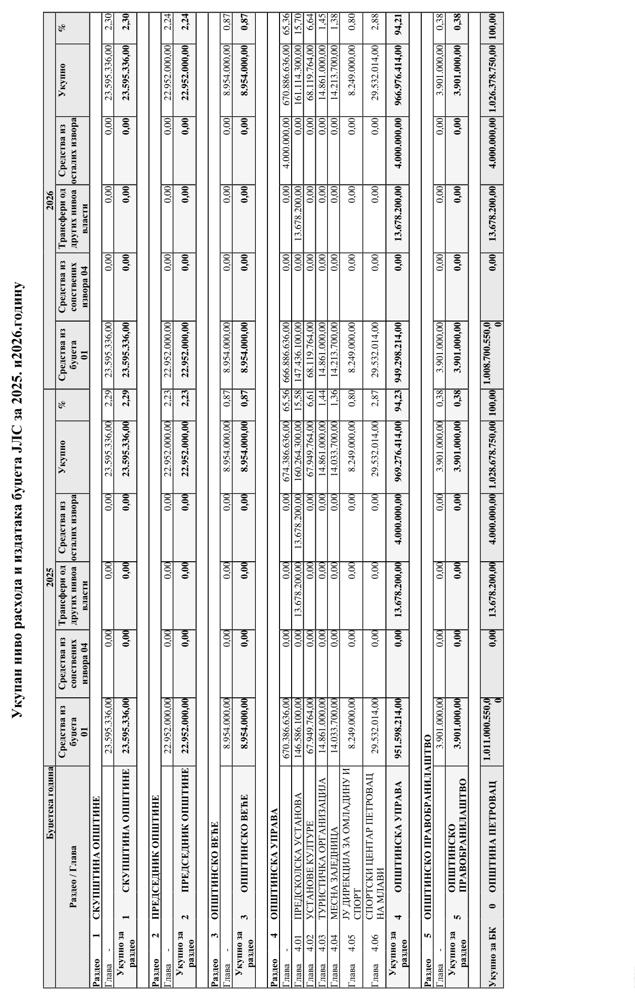 Укупан ниво расхода и издатака буџета ЈЛС за 2025. и2026.годину
Буџетска година 2025 2026
Раздео / Глава Средства из буџета 01 Средства из сопствених извора 04 Трансфери од других нивоа власти Средства из осталих извора Укупно % Средства из буџета 01 Средства из сопствених извора 04 Трансфери од других нивоа власти Средства из осталих извора Укупно %
Раздео 1 СКУПШТИНА ОПШТИНЕ
Глава - 23.595.336,00 0,00 0,00 0,00 23.595.336,00 2,29 23.595.336,00 0,00 0,00 0,00 23.595.336,00 2,30
Укупно за раздео 1 СКУПШТИНА ОПШТИНЕ 23.595.336,00 0,00 0,00 0,00 23.595.336,00 2,29 23.595.336,00 0,00 0,00 0,00 23.595.336,00 2,30
Раздео 2 ПРЕДСЕДНИК ОПШТИНЕ
Глава - 22.952.000,00 0,00 0,00 0,00 22.952.000,00 2,23 22.952.000,00 0,00 0,00 0,00 22.952.000,00 2,24
Укупно за раздео 2 ПРЕДСЕДНИК ОПШТИНЕ 22.952.000,00 0,00 0,00 0,00 22.952.000,00 2,23 22.952.000,00 0,00 0,00 0,00 22.952.000,00 2,24
Раздео 3 ОПШТИНСКО ВЕЋЕ
Глава - 8.954.000,00 0,00 0,00 0,00 8.954.000,00 0,87 8.954.000,00 0,00 0,00 0,00 8.954.000,00 0,87
Укупно за раздео 3 ОПШТИНСКО ВЕЋЕ 8.954.000,00 0,00 0,00 0,00 8.954.000,00 0,87 8.954.000,00 0,00 0,00 0,00 8.954.000,00 0,87
Раздео 4 ОПШТИНСКА УПРАВА
Глава - 670.386.636,00 0,00 0,00 0,00 674.386.636,00 65,56 666.886.636,00 0,00 0,00 4.000.000,00 670.886.636,00 65,36
Глава 4.01 ПРЕДСКОЛСКА УСТАНОВА 146.586.100,00 0,00 13.678.200,00 13.678.200,00 160.264.300,00 15,58 147.436.100,00 0,00 13.678.200,00 0,00 161.114.300,00 15,70
Глава 4.02 УСТАНОВЕ КУЛТУРЕ 67.949.764,00 0,00 0,00 0,00 67.949.764,00 6,61 68.119.764,00 0,00 0,00 0,00 68.119.764,00 6,64
Глава 4.03 ТУРИСТИЧКА ОРГАНИЗАЦИЈА 14.861.000,00 0,00 0,00 0,00 14.861.000,00 1,44 14.861.000,00 0,00 0,00 0,00 14.861.000,00 1,45
Глава 4.04 МЕСНА ЗАЈЕДНИЦА 14.033.700,00 0,00 0,00 0,00 14.033.700,00 1,36 14.213.700,00 0,00 0,00 0,00 14.213.700,00 1,38
Глава 4.05 ЈУ ДИРЕКЦИЈА ЗА ОМЛАДИНУ И СПОРТ 8.249.000,00 0,00 0,00 0,00 8.249.000,00 0,80 8.249.000,00 0,00 0,00 0,00 8.249.000,00 0,80
Глава 4.06 СПОРТСКИ ЦЕНТАР ПЕТРОВАЦ НА МЛАВИ 29.532.014,00 0,00 0,00 0,00 29.532.014,00 2,87 29.532.014,00 0,00 0,00 0,00 29.532.014,00 2,88
Укупно за раздео 4 ОПШТИНСКА УПРАВА 951.598.214,00 0,00 13.678.200,00 4.000.000,00 969.276.414,00 94,23 949.298.214,00 0,00 13.678.200,00 4.000.000,00 966.976.414,00 94,21
Раздео 5 ОПШТИНСКО ПРАВОБРАНИЛАШТВО
Глава - 3.901.000,00 0,00 0,00 0,00 3.901.000,00 0,38 3.901.000,00 0,00 0,00 0,00 3.901.000,00 0,38
Укупно за раздео 5 ОПШТИНСКО ПРАВОБРАНИЛАШТВО 3.901.000,00 0,00 0,00 0,00 3.901.000,00 0,38 3.901.000,00 0,00 0,00 0,00 3.901.000,00 0,38
Укупно за БК 0 ОПШТИНА ПЕТРОВАЦ 1.011.000.550,00 0,00 13.678.200,00 4.000.000,00 1.028.678.750,00 100,00 1.008.700.550,00 0,00 13.678.200,00 4.000.000,00 1.026.378.750,00 100,00